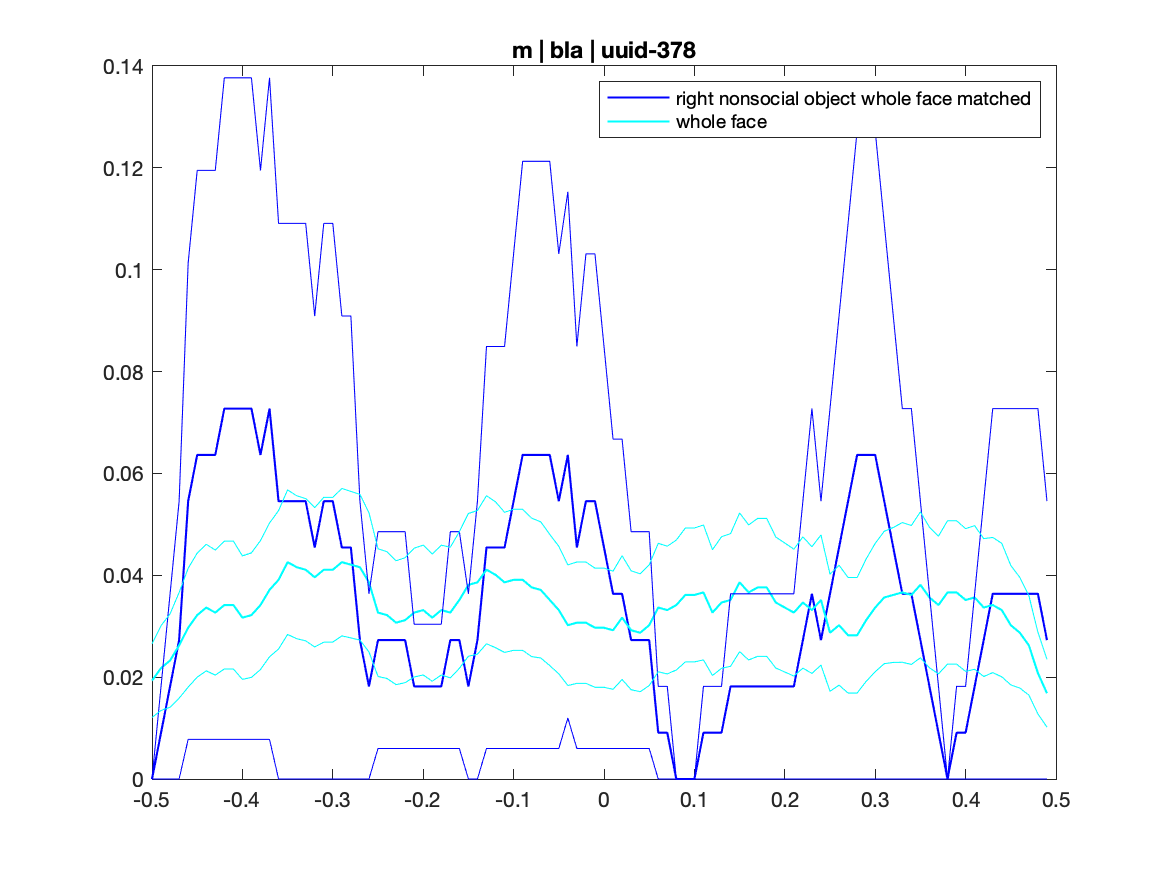 m | bla | uuid-378
right nonsocial object whole face matched
whole face
0.14
0.12
0.1
0.08
0.06
0.04
0.02
0
-0.5 -0.4 -0.3 -0.2 -0.1 0 0.1 0.2 0.3 0.4 0.5